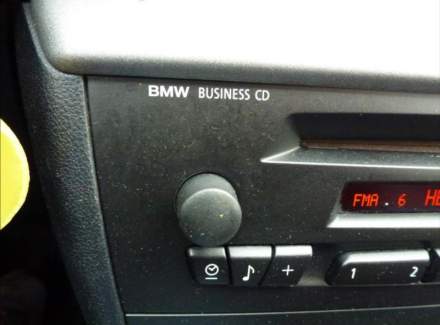 BMW BUSINESS CD
FMA . 6
+
1 2